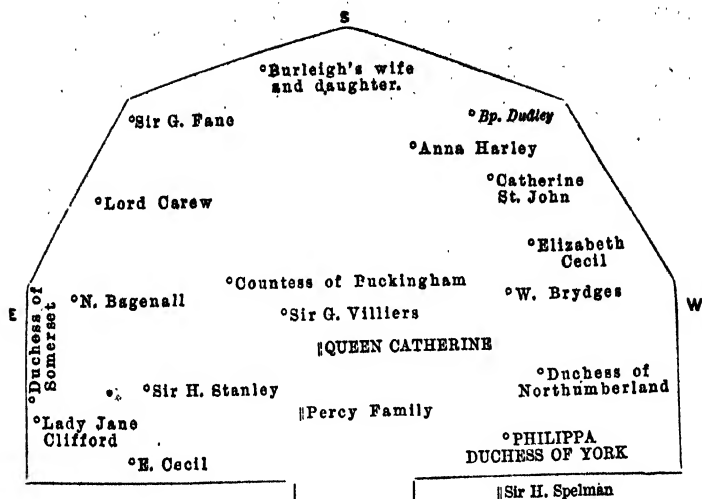 S
°Burleigh's wife
and daughter.
°Sir G. Fane
°Bp. Dudley
°Anna Harley
°Catherine
St. John
°Lord Carew
°Elizabeth
Cecil
°Countess of Buckingham
°N. Bagenall
°W. Brydges
E
°Duchess of
Somerset
°Sir G. Villiers
W
‖QUEEN CATHERINE
°Duchess of
Northumberland
°Sir H. Stanley
‖Percy Family
°Lady Jane
Clifford
°PHILIPPA
DUCHESS OF YORK
°E. Cecil
‖Sir H. Spelman